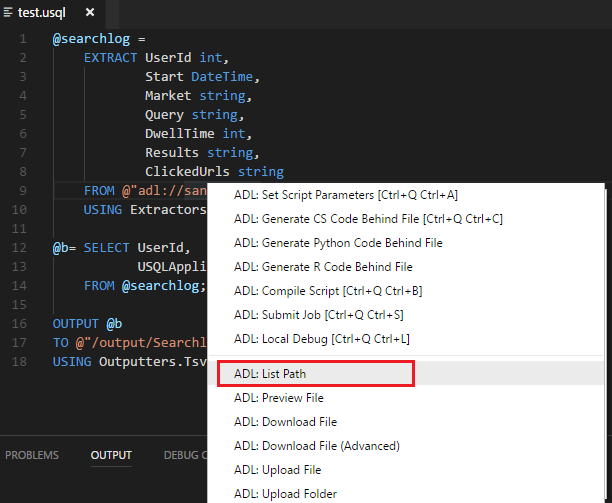 test.usql ×
1 @searchlog =
2 EXTRACT UserId int,
3 Start DateTime,
4 Market string,
5 Query string,
6 DwellTime int,
7 Results string,
8 ClickedUrls string
9 FROM @"adl://san
10 USING Extractors
11
12 @b= SELECT UserId,
13 USQLAppli
14 FROM @searchlog;
15
16 OUTPUT @b
17 TO @"/output/Searchl
18 USING Outputters.Tsv
ADL: Set Script Parameters [Ctrl+Q Ctrl+A]
ADL: Generate CS Code Behind File [Ctrl+Q Ctrl+C]
ADL: Generate Python Code Behind File
ADL: Generate R Code Behind File
ADL: Compile Script [Ctrl+Q Ctrl+B]
ADL: Submit Job [Ctrl+Q Ctrl+S]
ADL: Local Debug [Ctrl+Q Ctrl+L]
ADL: List Path
ADL: Preview File
ADL: Download File
ADL: Download File (Advanced)
ADL: Upload File
ADL: Upload Folder
PROBLEMS OUTPUT DEBUG C